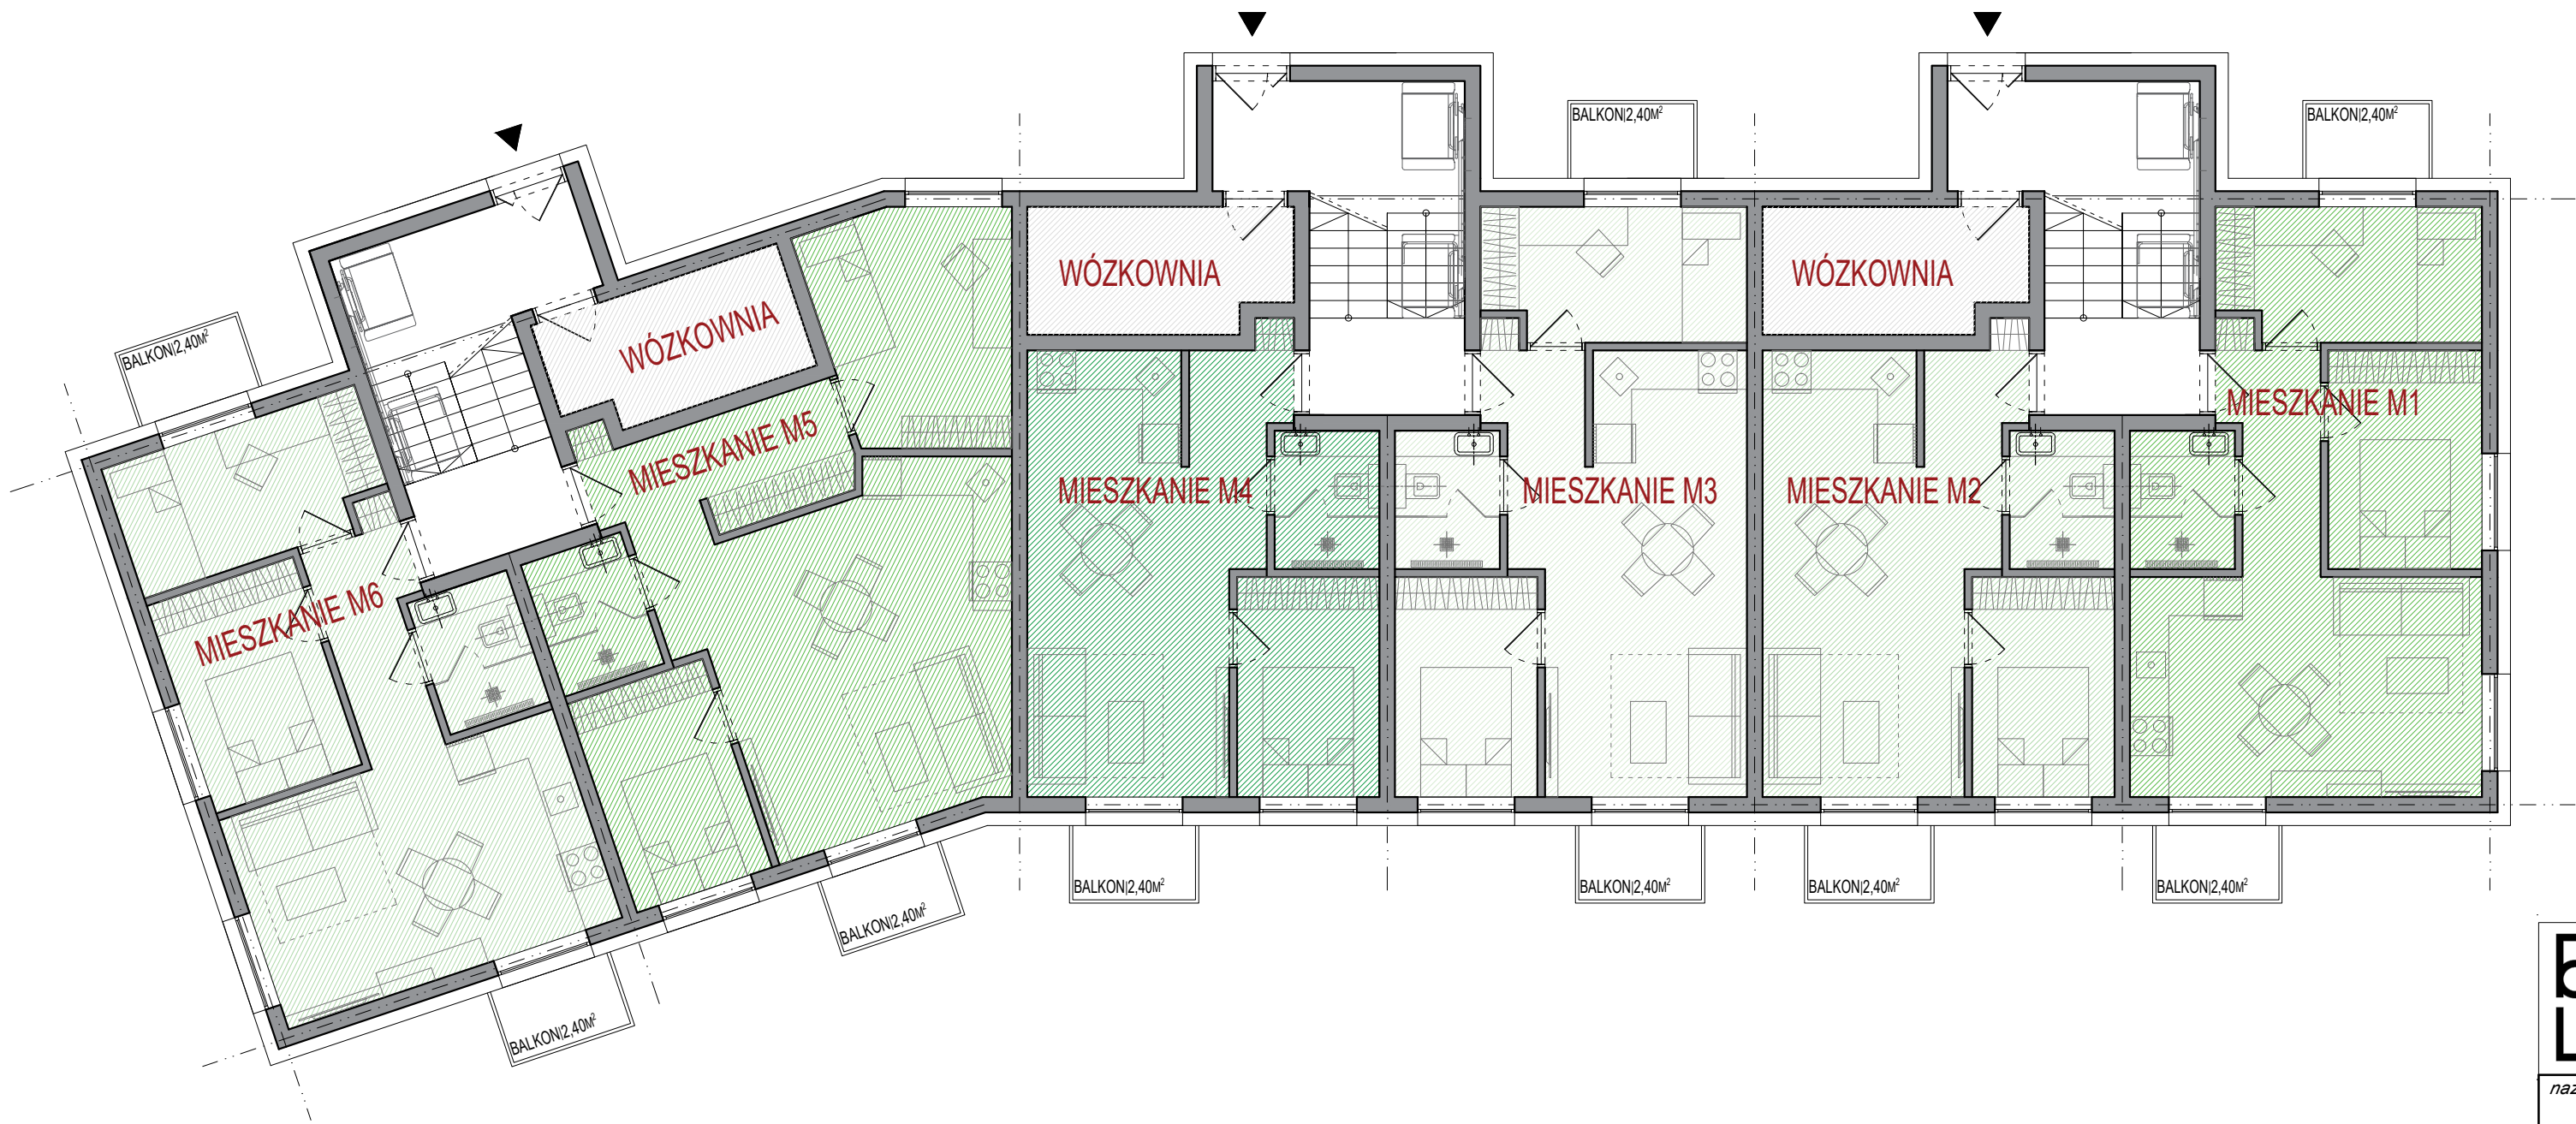 BALKON|2,40M²
BALKON|2,40M²
BALKON|2,40M²
WÓZKOWNIA
WÓZKOWNIA
WÓZKOWNIA
MIESZKANIE M5
MIESZKANIE M1
MIESZKANIE M4
MIESZKANIE M3
MIESZKANIE M2
MIESZKANIE M6
BALKON|2,40M²
BALKON|2,40M²
BALKON|2,40M²
BALKON|2,40M²
BALKON|2,40M²
BALKON|2,40M²
b
L
naz